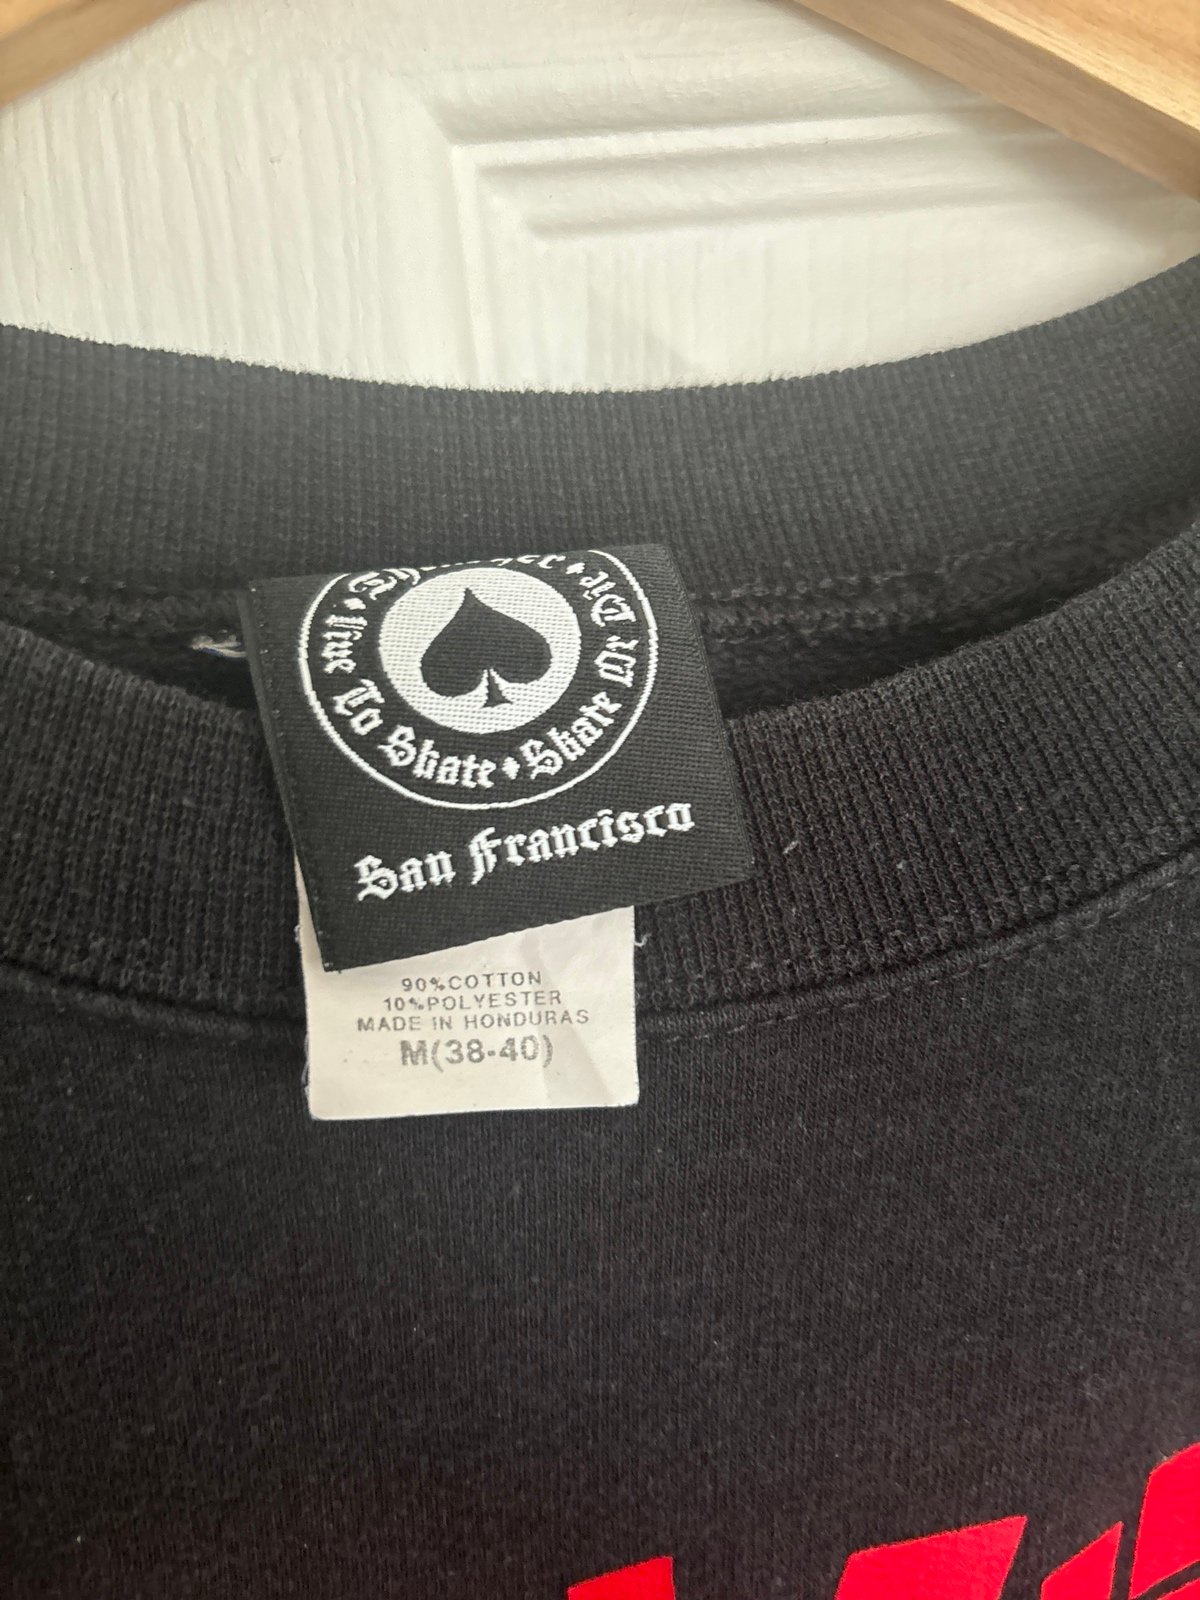 Live To Skate • Skate Or Die •
San Francisco
90%COTTON
10%POLYESTER
MADE IN HONDURAS
M(38-40)